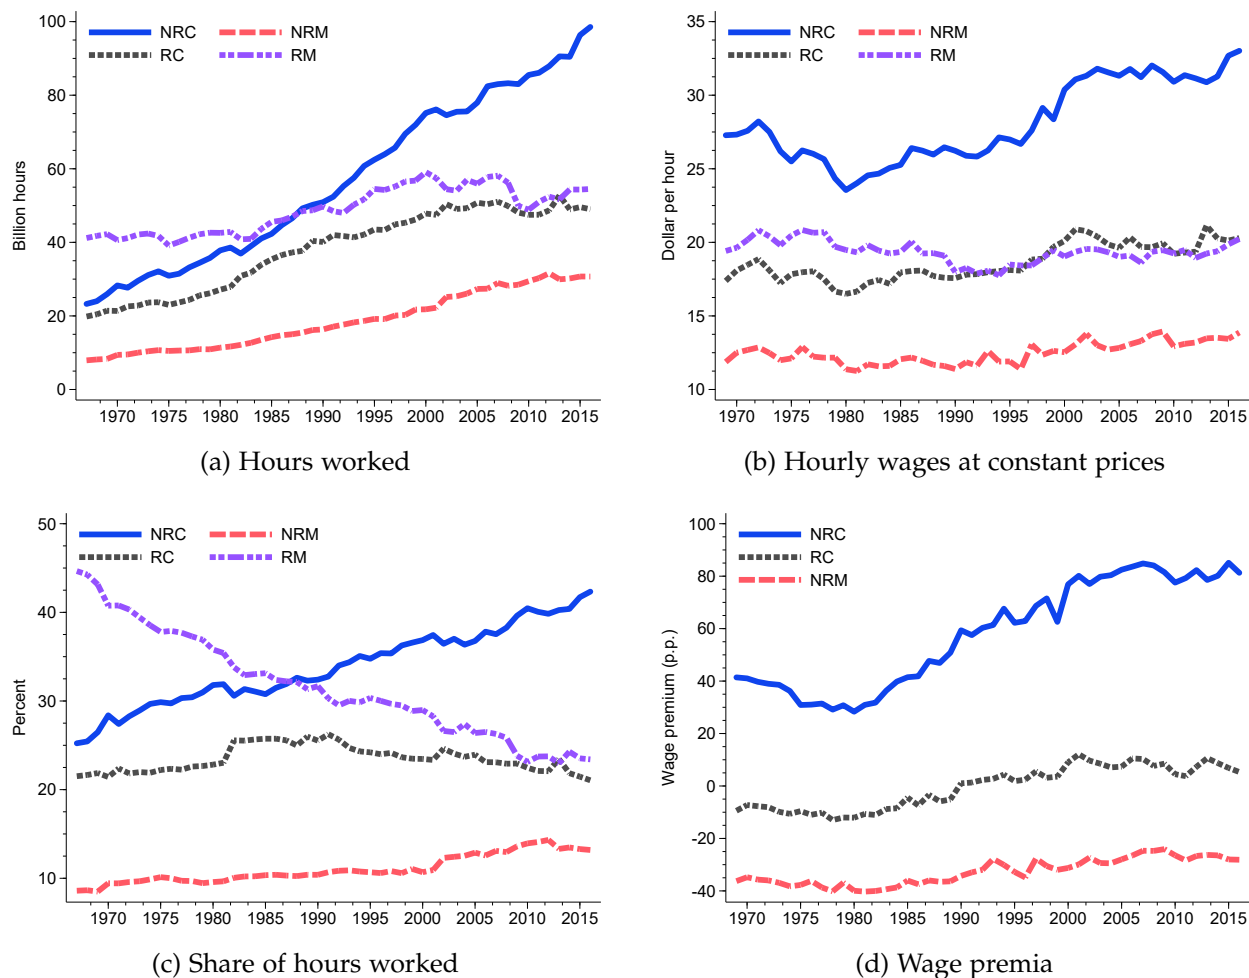 100
80
60
40
20
0
Billion hours
NRC
NRM
RC
RM
1970 1975 1980 1985 1990 1995 2000 2005 2010 2015
(a) Hours worked
35
30
25
20
15
10
Dollar per hour
NRC
NRM
RC
RM
1970 1975 1980 1985 1990 1995 2000 2005 2010 2015
(b) Hourly wages at constant prices
50
40
30
20
10
Percent
NRC
NRM
RC
RM
1970 1975 1980 1985 1990 1995 2000 2005 2010 2015
(c) Share of hours worked
100
80
60
40
20
0
-20
-40
Wage premium (p.p.)
NRC
RC
NRM
1970 1975 1980 1985 1990 1995 2000 2005 2010 2015
(d) Wage premia